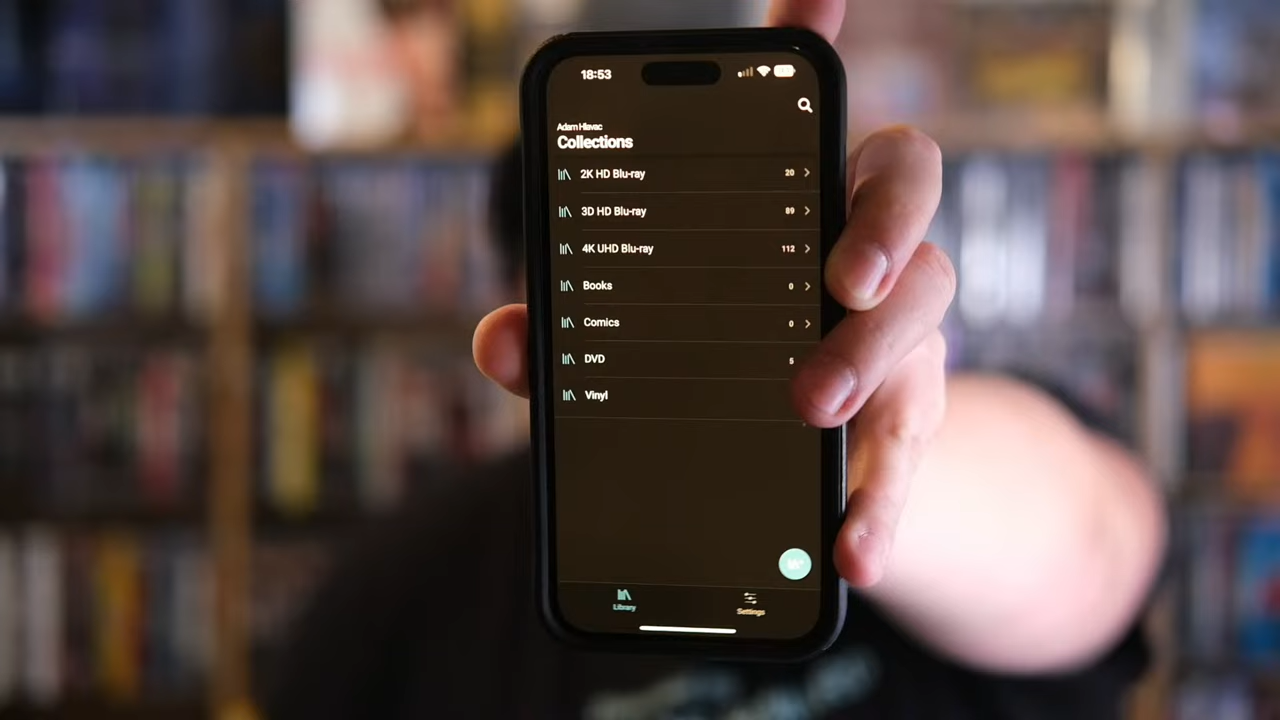 18:53
Adam Hlavac
Collections
2K HD Blu-ray 20
3D HD Blu-ray 89
4K UHD Blu-ray 112
Books 0
Comics 0
DVD 5
Vinyl
Library Settings